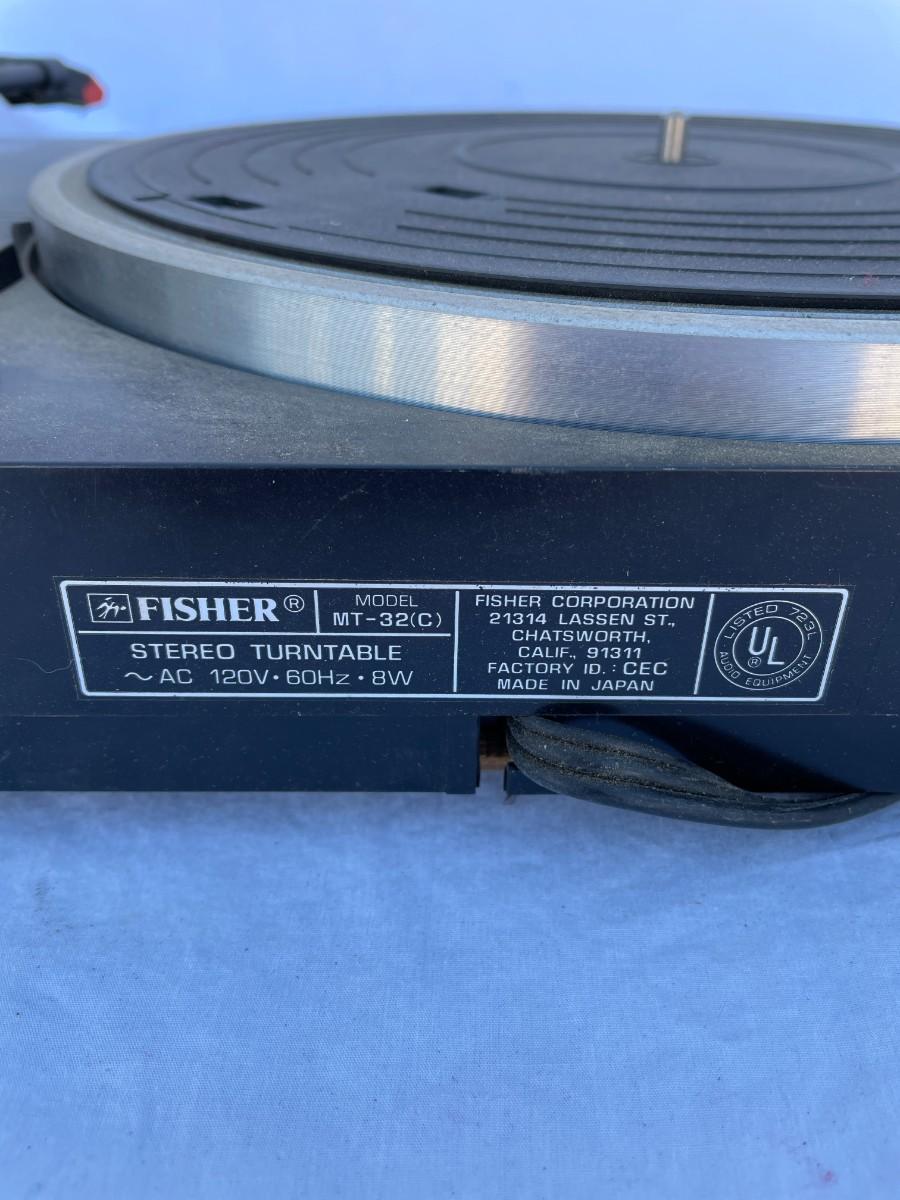 FISHER®
MODEL
MT-32(C)
STEREO TURNTABLE
~AC 120V·60Hz·8W
FISHER CORPORATION
21314 LASSEN ST.,
CHATSWORTH,
CALIF., 91311
FACTORY ID.: CEC
MADE IN JAPAN
LISTED 723L
UL®
AUDIO EQUIPMENT